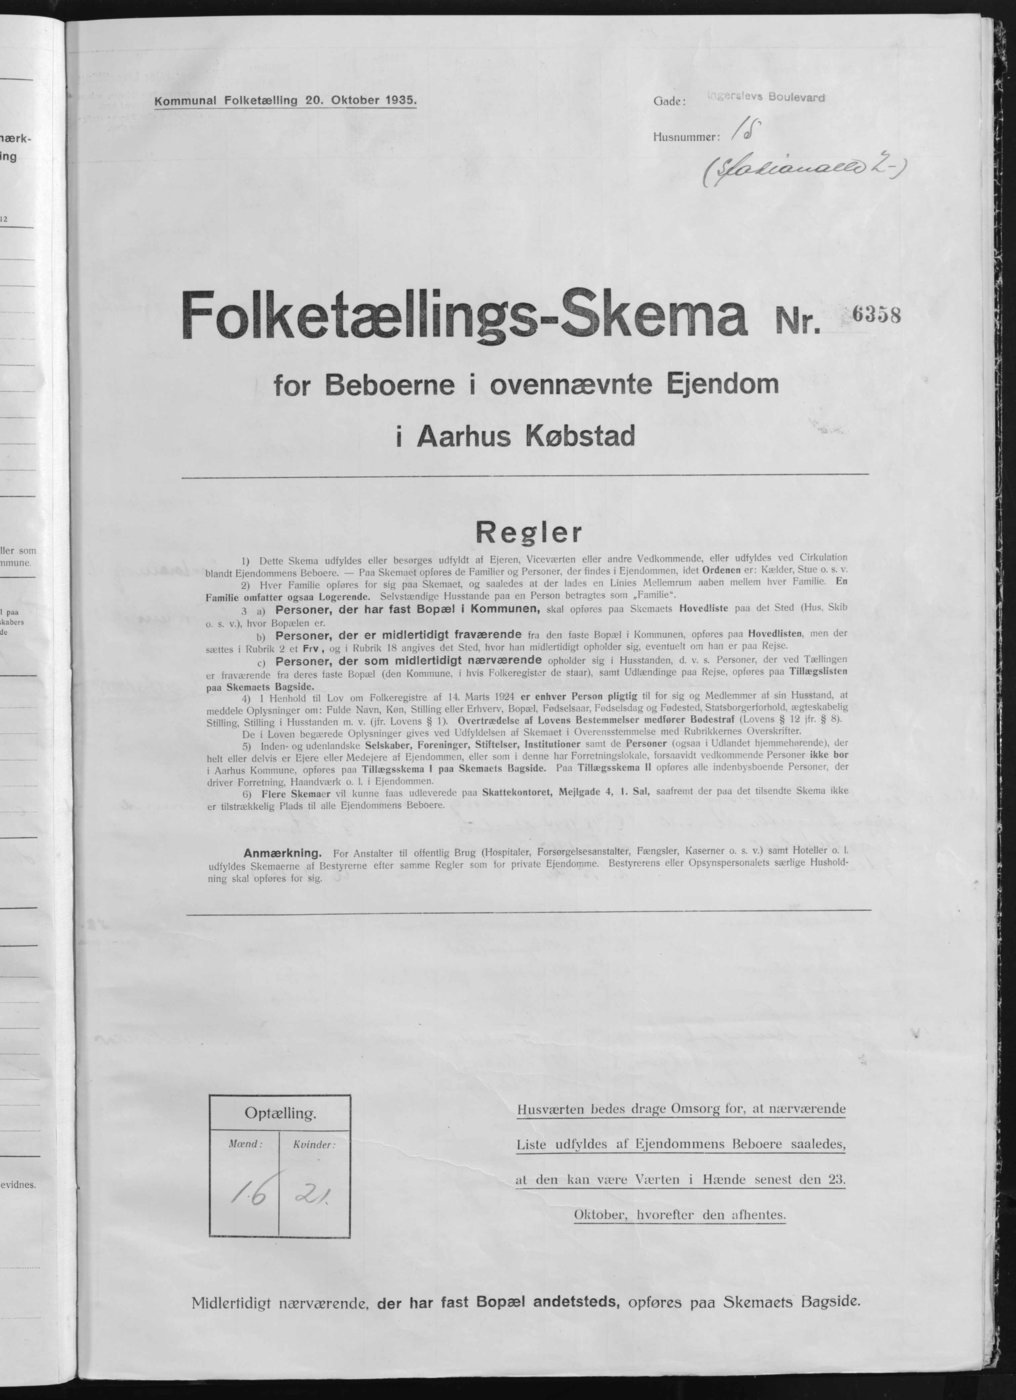 Kommunal Folketælling 20. Oktober 1935.
Gade: Ingerslevs Boulevard
Husnummer: 18
Folketællings-Skema Nr. 6358
for Beboerne i ovennævnte Ejendom
i Aarhus Købstad
Regler
1) Dette Skema udfyldes eller besørges udfyldt af Ejeren, Viceværten eller andre Vedkommende, eller udfyldes ved Cirkulation
blandt Ejendommens Beboere. — Paa Skemaet opføres de Familier og Personer, der findes i Ejendommen, idet Ordenen er: Kælder, Stue o. s. v.
2) Hver Familie opføres for sig paa Skemaet, og saaledes at der lades en Linies Mellemrum aaben mellem hver Familie. En
Familie omfatter ogsaa Logerende. Selvstændige Husstande paa en Person betragtes som „Familie“.
3 a) Personer, der har fast Bopæl i Kommunen, skal opføres paa Skemaets Hovedliste paa det Sted (Hus, Skib
o. s. v.), hvor Bopælen er.
b) Personer, der er midlertidigt fraværende fra den faste Bopæl i Kommunen, opføres paa Hovedlisten, men der
sættes i Rubrik 2 et Frv, og i Rubrik 18 angives det Sted, hvor han midlertidigt opholder sig, eventuelt om han er paa Rejse.
c) Personer, der som midlertidigt nærværende opholder sig i Husstanden, d. v. s. Personer, der ved Tællingen
er fraværende fra deres faste Bopæl (den Kommune, i hvis Folkeregister de staar), samt Udlændinge paa Rejse, opføres paa Tillægslisten
paa Skemaets Bagside.
4) I Henhold til Lov om Folkeregistre af 14. Marts 1924 er enhver Person pligtig til for sig og Medlemmer af sin Husstand, at
meddele Oplysninger om: Fulde Navn, Køn, Stilling eller Erhverv, Bopæl, Fødselsaar, Fødselsdag og Fødested, Statsborgerforhold, ægteskabelig
Stilling, Stilling i Husstanden m. v. (jfr. Lovens § 1). Overtrædelse af Lovens Bestemmelser medfører Bødestraf (Lovens § 12 jfr. § 8).
De i Loven begærede Oplysninger gives ved Udfyldelsen af Skemaet i Overensstemmelse med Rubrikkernes Overskrifter.
5) Inden- og udenlandske Selskaber, Foreninger, Stiftelser, Institutioner samt de Personer (ogsaa i Udlandet hjemmehørende), der
helt eller delvis er Ejere eller Medejere af Ejendommen, eller som i denne har Forretningslokale, forsaavidt vedkommende Personer ikke bor
i Aarhus Kommune, opføres paa Tillægsskema I paa Skemaets Bagside. Paa Tillægsskema II opføres alle indenbysboende Personer, der
driver Forretning, Haandværk o. l. i Ejendommen.
6) Flere Skemaer vil kunne faas udleverede paa Skattekontoret, Mejlgade 4, 1. Sal, saafremt der paa det tilsendte Skema ikke
er tilstrækkelig Plads til alle Ejendommens Beboere.
Anmærkning. For Anstalter til offentlig Brug (Hospitaler, Forsørgelsesanstalter, Fængsler, Kaserner o. s. v.) samt Hoteller o. l.
udfyldes Skemaerne af Bestyrerne efter samme Regler som for private Ejendomme. Bestyrerens eller Opsynspersonalets særlige Hushold-
ning skal opføres for sig.
Optælling.
Mænd: Kvinder:
16 21.
Husværten bedes drage Omsorg for, at nærværende
Liste udfyldes af Ejendommens Beboere saaledes,
at den kan være Værten i Hænde senest den 23.
Oktober, hvorefter den afhentes.
Midlertidigt nærværende, der har fast Bopæl andetsteds, opføres paa Skemaets Bagside.